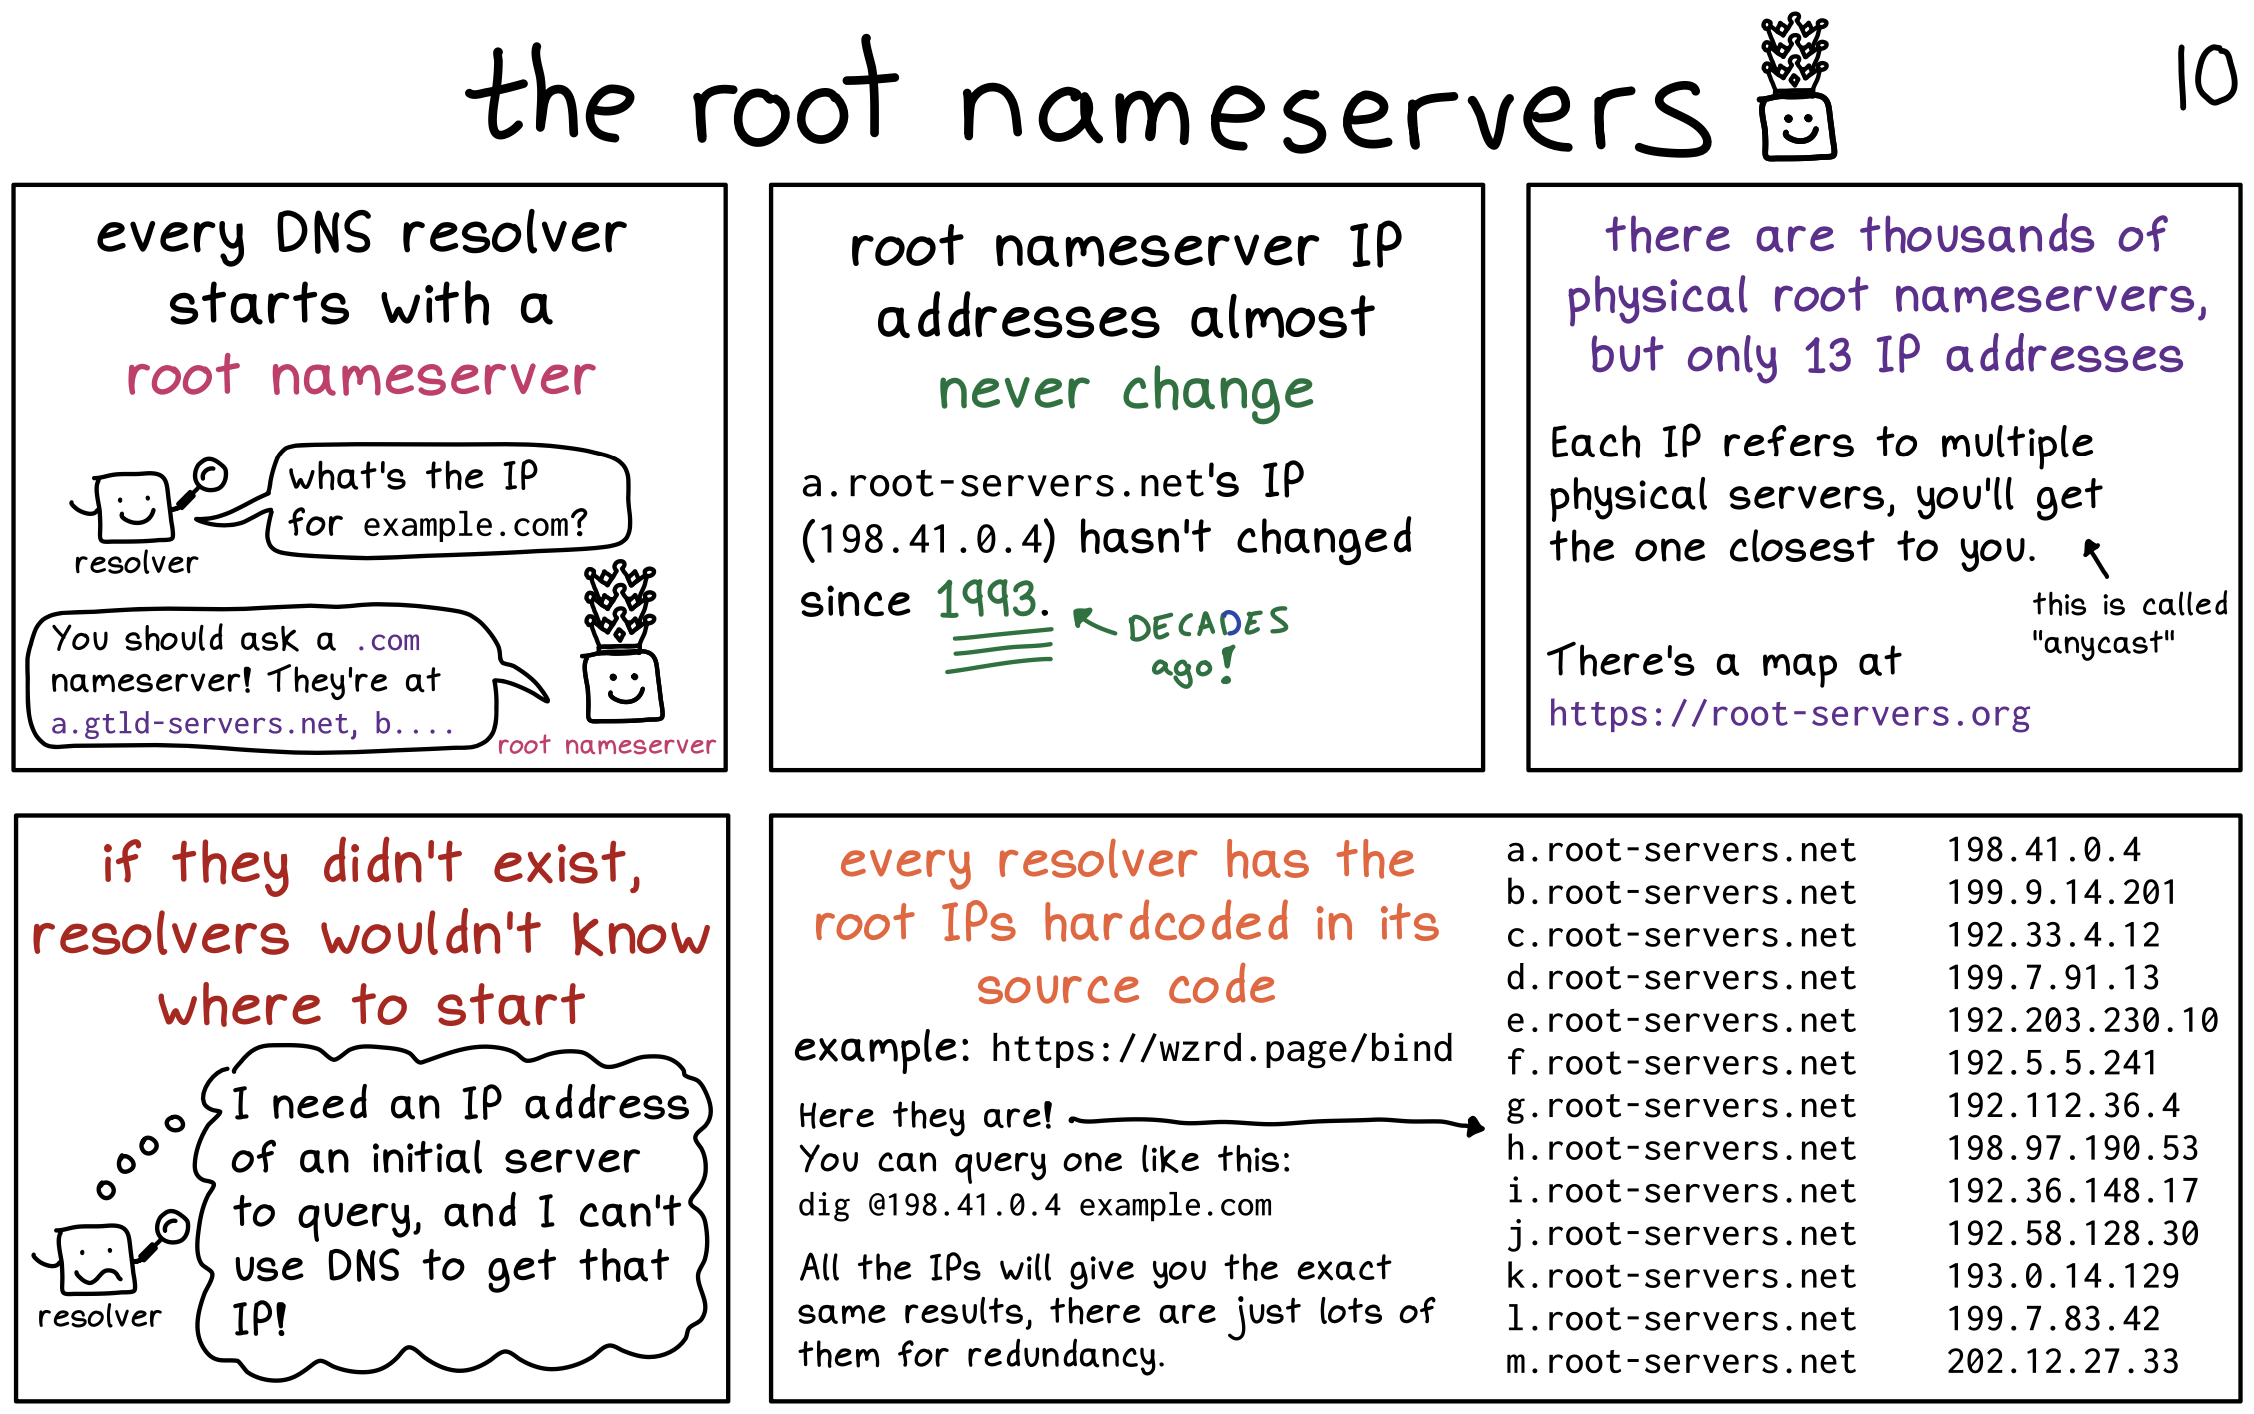 the root nameservers
10
every DNS resolver
starts with a
root nameserver
what's the IP
for example.com?
resolver
You should ask a .com
nameserver! They're at
a.gtld-servers.net, b....
root nameserver
root nameserver IP
addresses almost
never change
a.root-servers.net's IP
(198.41.0.4) hasn't changed
since 1993.
DECADES
ago!
there are thousands of
physical root nameservers,
but only 13 IP addresses
Each IP refers to multiple
physical servers, you'll get
the one closest to you.
this is called
"anycast"
There's a map at
https://root-servers.org
if they didn't exist,
resolvers wouldn't know
where to start
I need an IP address
of an initial server
to query, and I can't
use DNS to get that
IP!
resolver
every resolver has the
root IPs hardcoded in its
source code
example: https://wzrd.page/bind
Here they are!
You can query one like this:
dig @198.41.0.4 example.com
All the IPs will give you the exact
same results, there are just lots of
them for redundancy.
a.root-servers.net 198.41.0.4
b.root-servers.net 199.9.14.201
c.root-servers.net 192.33.4.12
d.root-servers.net 199.7.91.13
e.root-servers.net 192.203.230.10
f.root-servers.net 192.5.5.241
g.root-servers.net 192.112.36.4
h.root-servers.net 198.97.190.53
i.root-servers.net 192.36.148.17
j.root-servers.net 192.58.128.30
k.root-servers.net 193.0.14.129
l.root-servers.net 199.7.83.42
m.root-servers.net 202.12.27.33